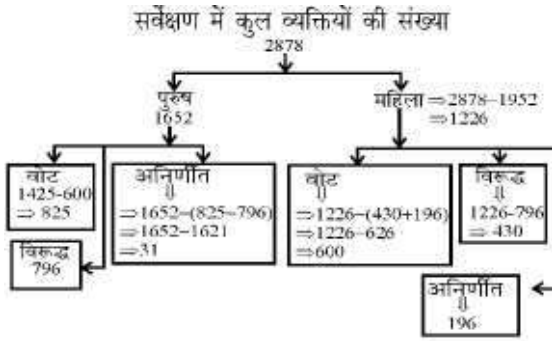 सर्वेक्षण में कुल व्यक्तियों की संख्या
2878
पुरुष
1652
महिला ⇒2878−1952
⇒1226
वोट
1425-600
⇒ 825
विरूद्ध
796
अनिर्णीत
⇓
⇒1652−(825−796)
⇒1652−1621
⇒31
वोट
⇓
⇒1226−(430+196)
⇒1226−626
⇒600
विरूद्ध
⇓
1226-796
⇒ 430
अनिर्णीत
⇓
196